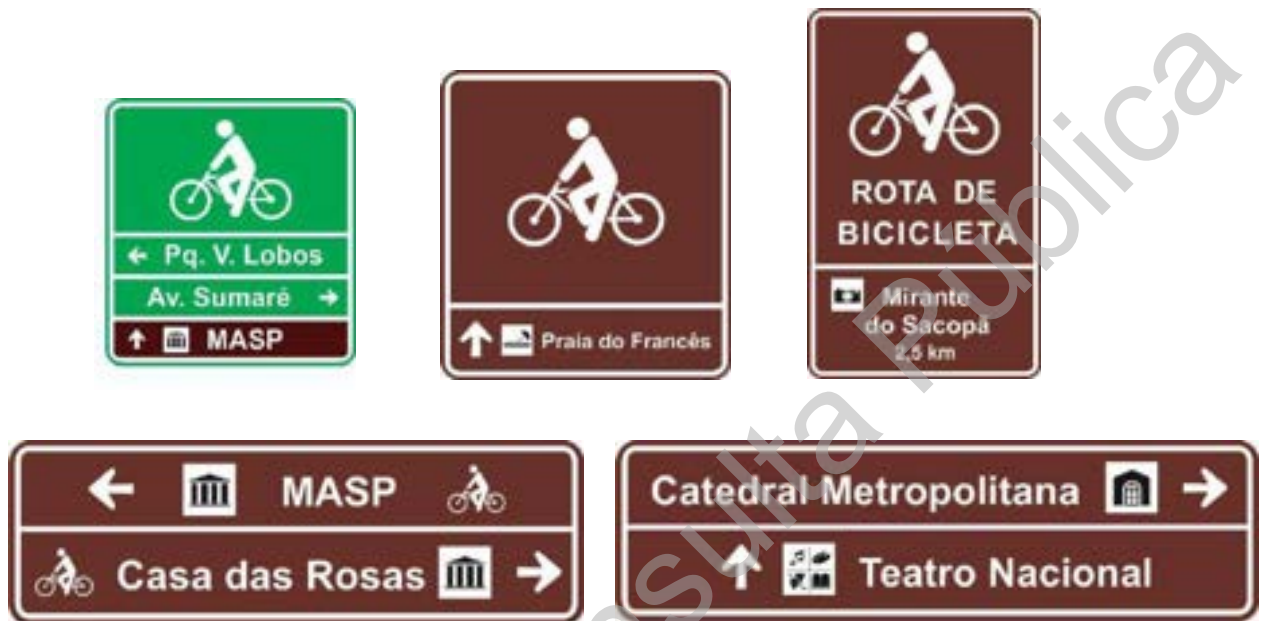 Pq. V. Lobos
Av. Sumaré
MASP
Praia do Francês
ROTA DE
BICICLETA
Mirante
do Sacopã
2,5 km
MASP
Casa das Rosas
Catedral Metropolitana
Teatro Nacional
Pública